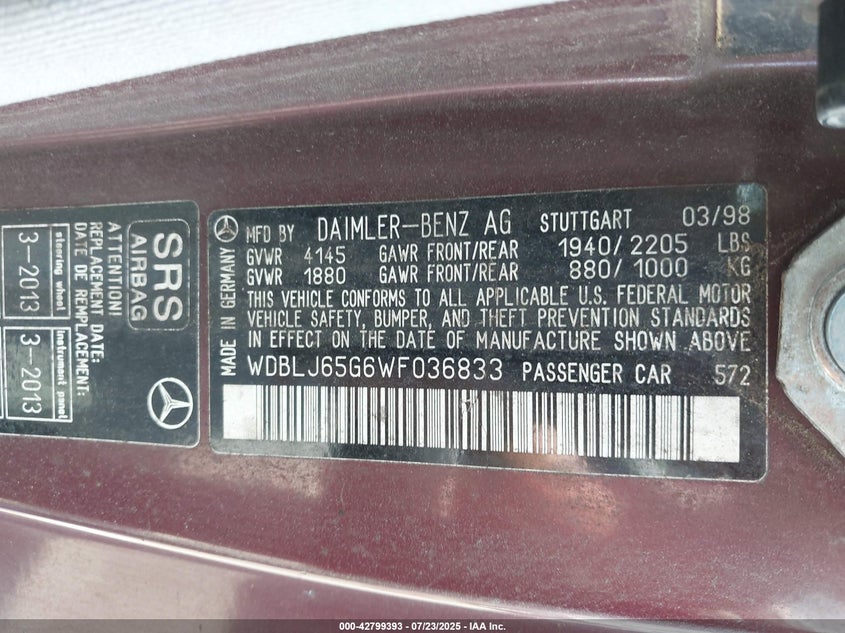 MADE IN GERMANY
MFD BY DAIMLER-BENZ AG STUTTGART 03/98
GVWR 4145 GAWR FRONT/REAR 1940/2205 LBS
GVWR 1880 GAWR FRONT/REAR 880/1000 KG
THIS VEHICLE CONFORMS TO ALL APPLICABLE U.S. FEDERAL MOTOR
VEHICLE SAFETY, BUMPER, AND THEFT PREVENTION STANDARDS
IN EFFECT ON THE DATE OF MANUFACTURE SHOWN ABOVE
WDBLJ65G6WF036833 PASSENGER CAR 572
SRS
AIRBAG
ATTENTION!
REPLACEMENT DATE:
DATE DE REMPLACEMENT:
steering wheel
3-2013
Instrument panel
3-2013
000-42799393 - 07/23/2025 - IAA Inc.